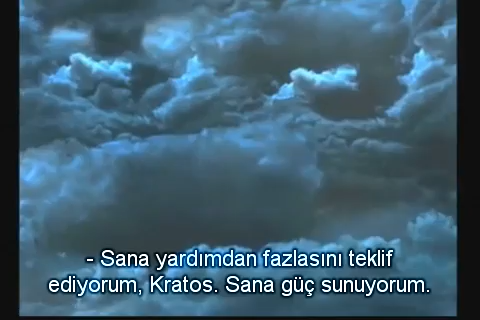 - Sana yardımdan fazlasını teklif
ediyorum, Kratos. Sana güç sunuyorum.